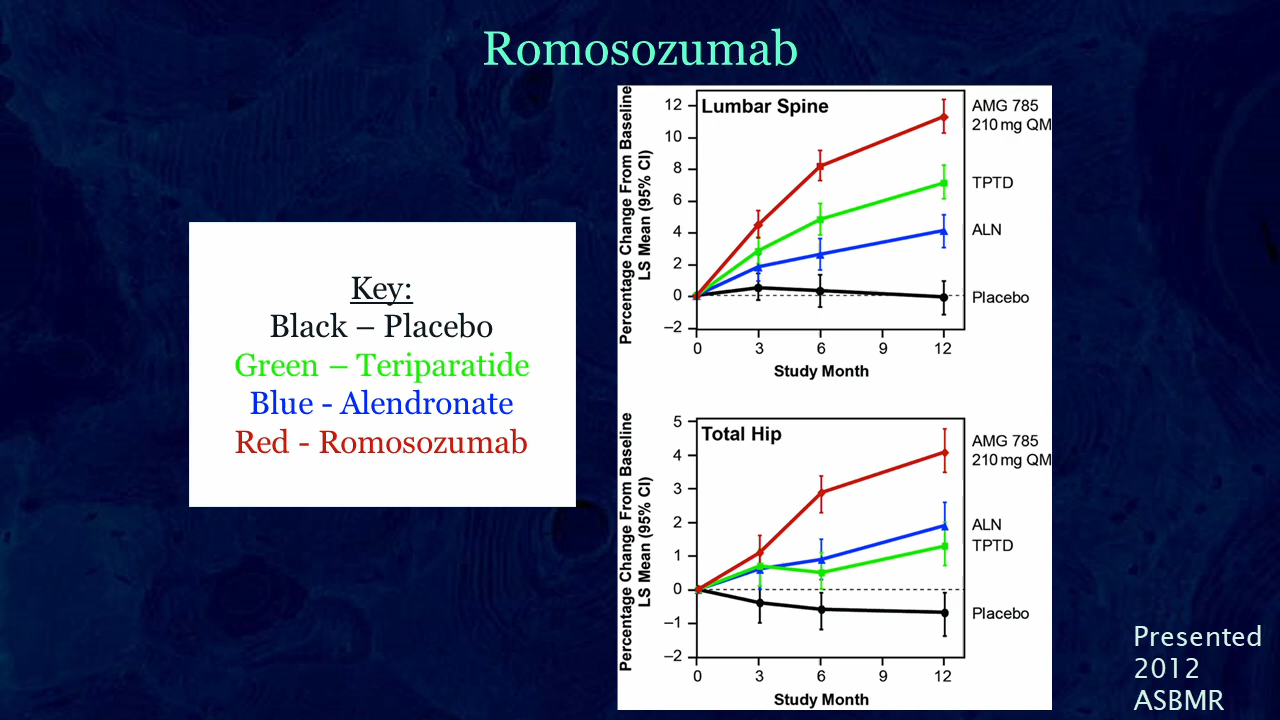 Romosozumab
Key:
Black – Placebo
Green – Teriparatide
Blue - Alendronate
Red - Romosozumab
Percentage Change From Baseline
LS Mean (95% CI)
Lumbar Spine
12
10
8
6
4
2
0
–2
0 3 6 9 12
Study Month
AMG 785
210 mg QM
TPTD
ALN
Placebo
Percentage Change From Baseline
LS Mean (95% CI)
Total Hip
5
4
3
2
1
0
–1
–2
0 3 6 9 12
Study Month
AMG 785
210 mg QM
ALN
TPTD
Placebo
Presented
2012
ASBMR